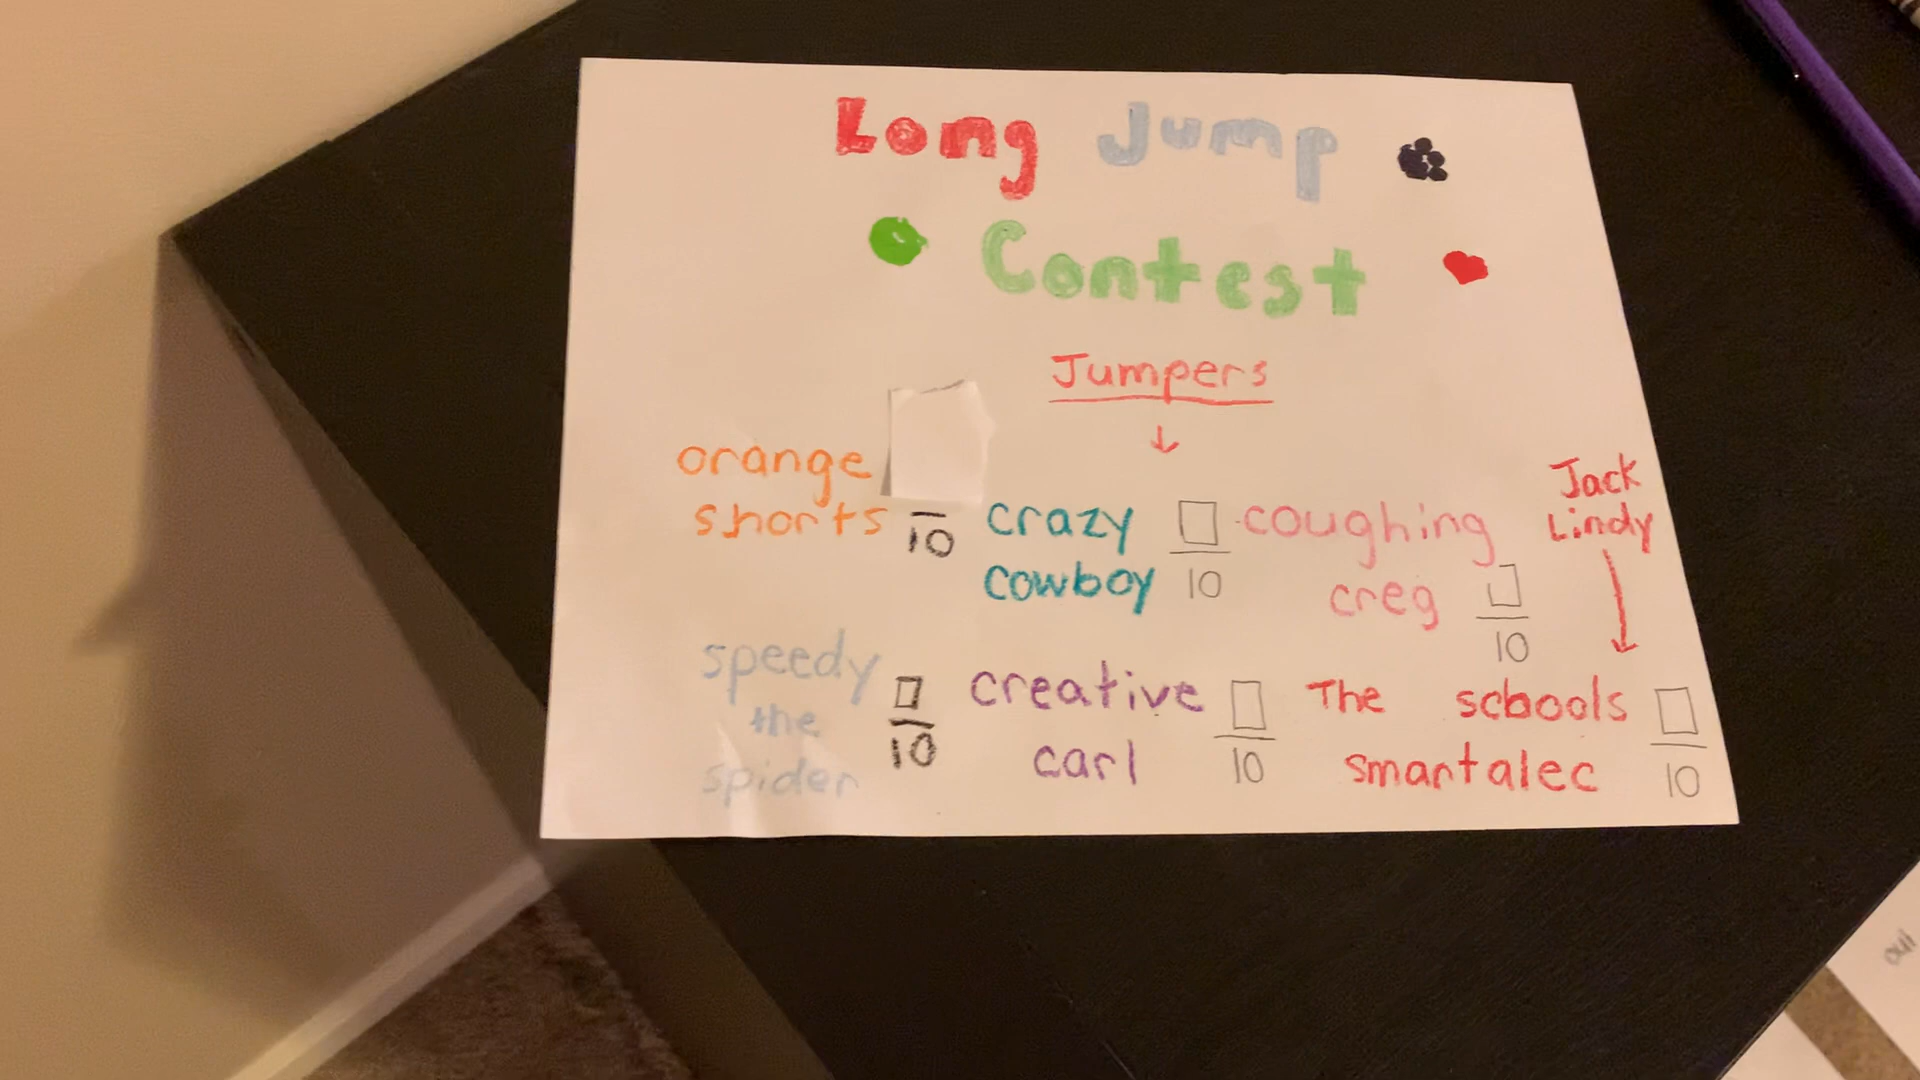 Long Jump
Contest
Jumpers
orange
shorts
10
crazy
cowboy
10
coughing
creg
10
Jack
Lindy
speedy
the
spider
10
creative
carl
10
The schools
smartalec
10
oui